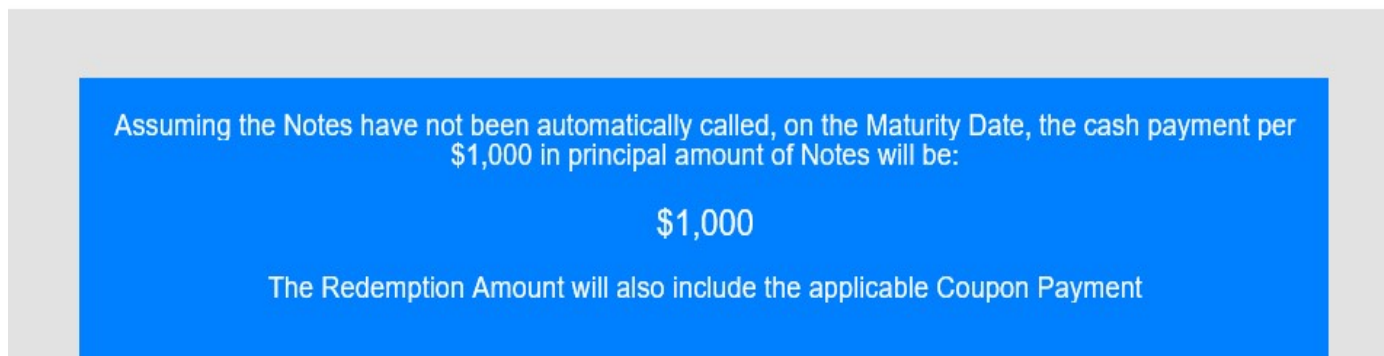 Assuming the Notes have not been automatically called, on the Maturity Date, the cash payment per
$1,000 in principal amount of Notes will be:
$1,000
The Redemption Amount will also include the applicable Coupon Payment